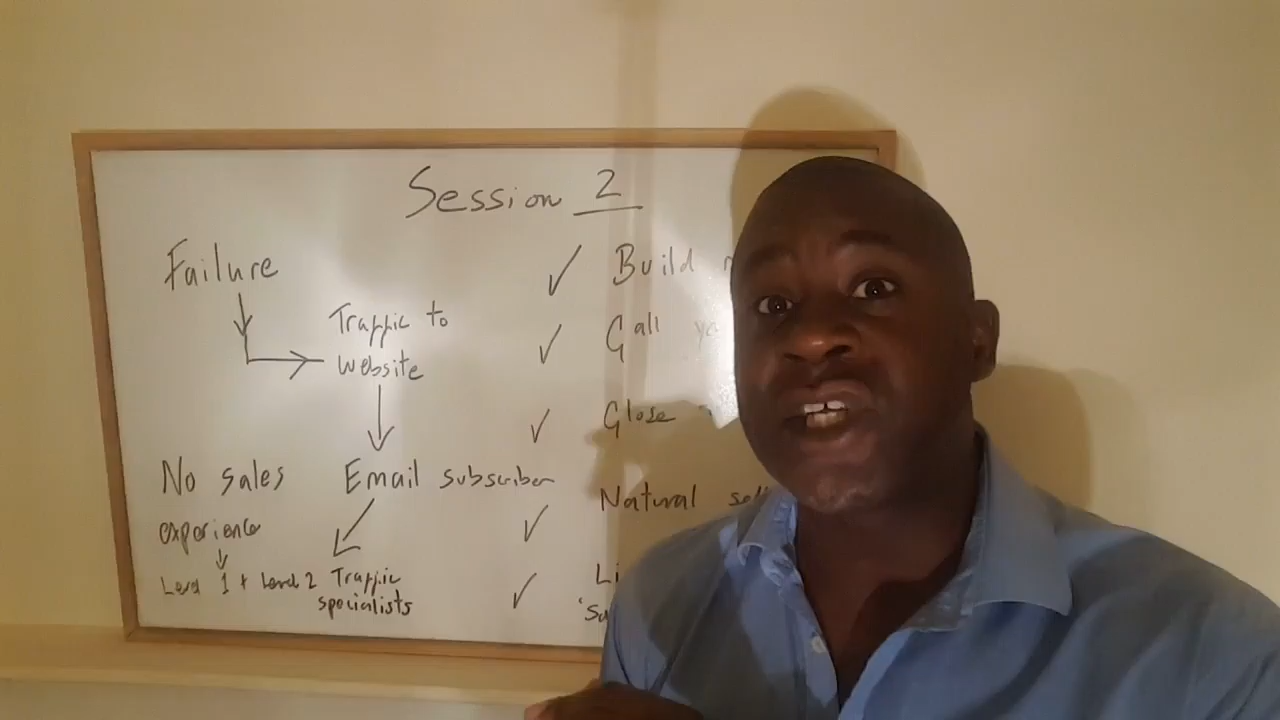 Session 2
Failure
Traffic to
website
Email subscriber
No sales
experience
Level 1 + Level 2
Traffic
specialists
Build
Call
Close
Natural